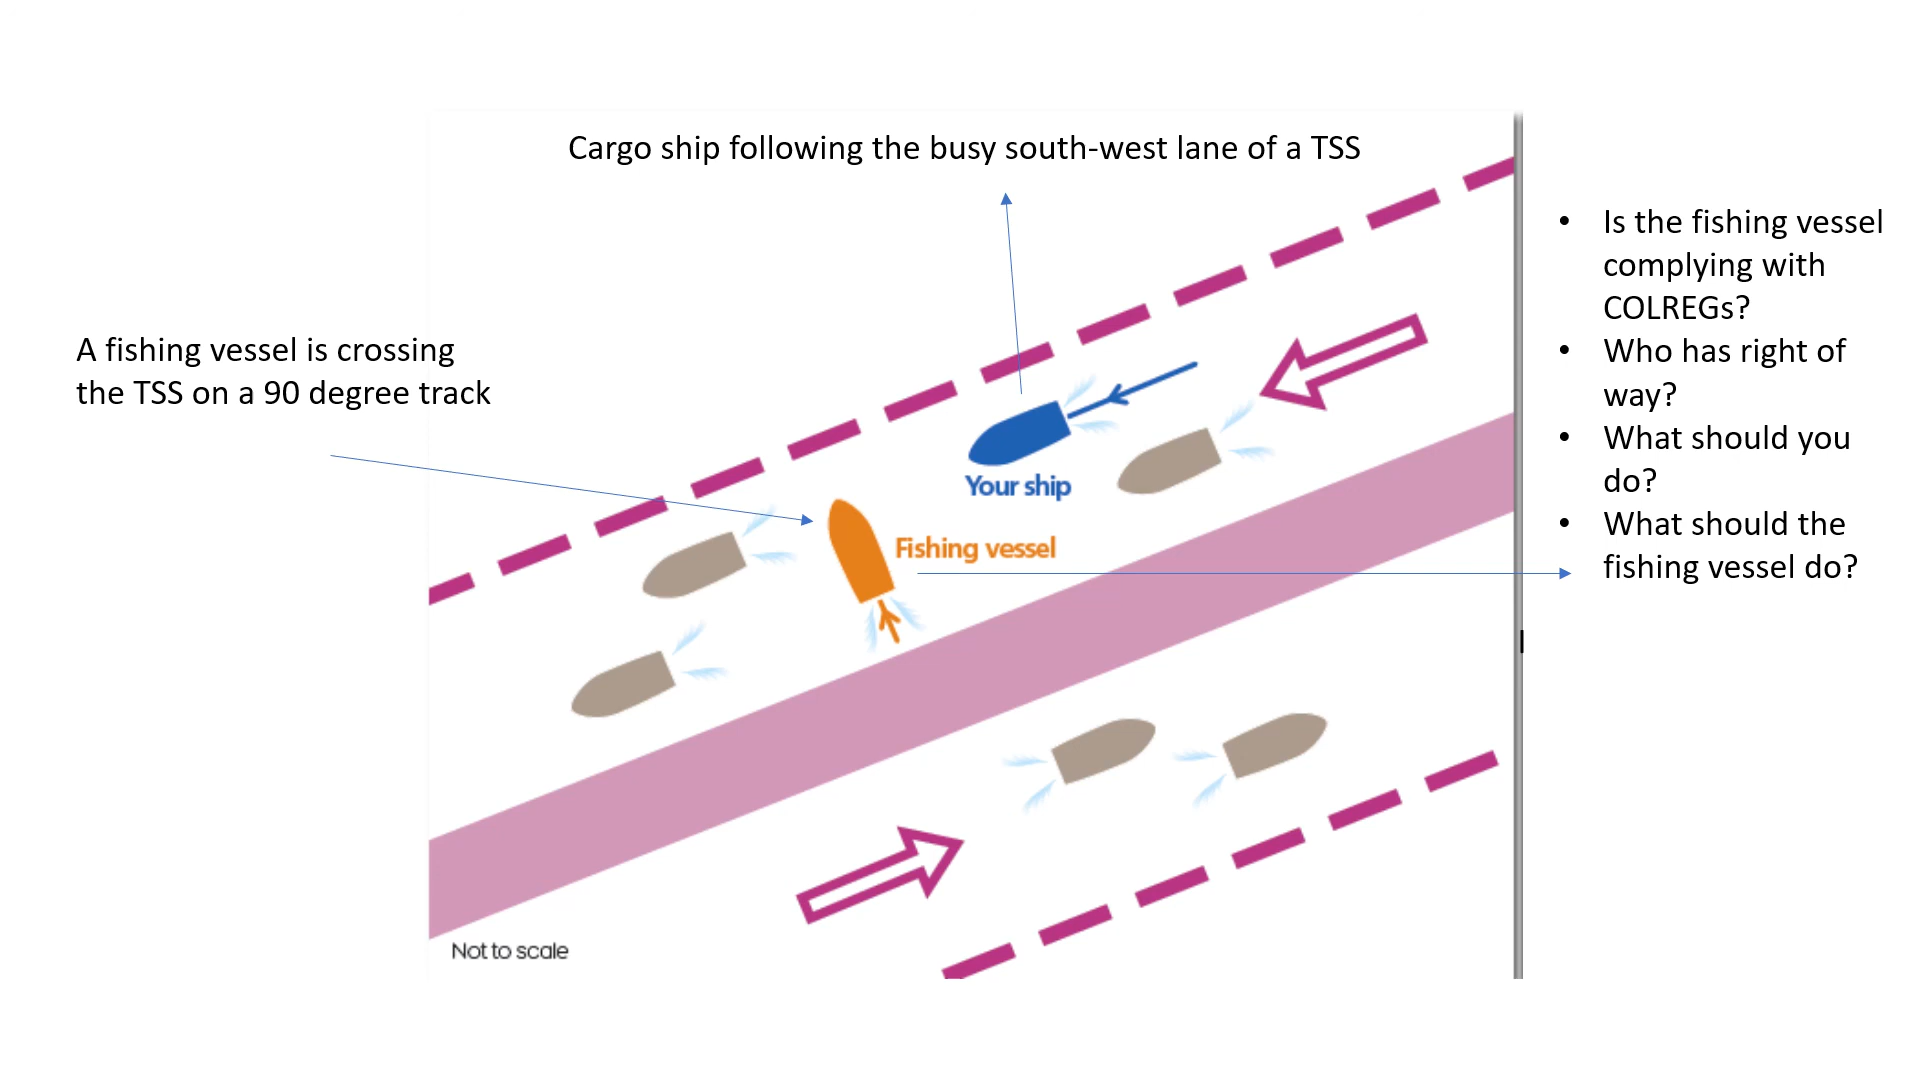 Cargo ship following the busy south-west lane of a TSS
A fishing vessel is crossing
the TSS on a 90 degree track
Your ship
Fishing vessel
Not to scale
• Is the fishing vessel
complying with
COLREGs?
• Who has right of
way?
• What should you
do?
• What should the
fishing vessel do?